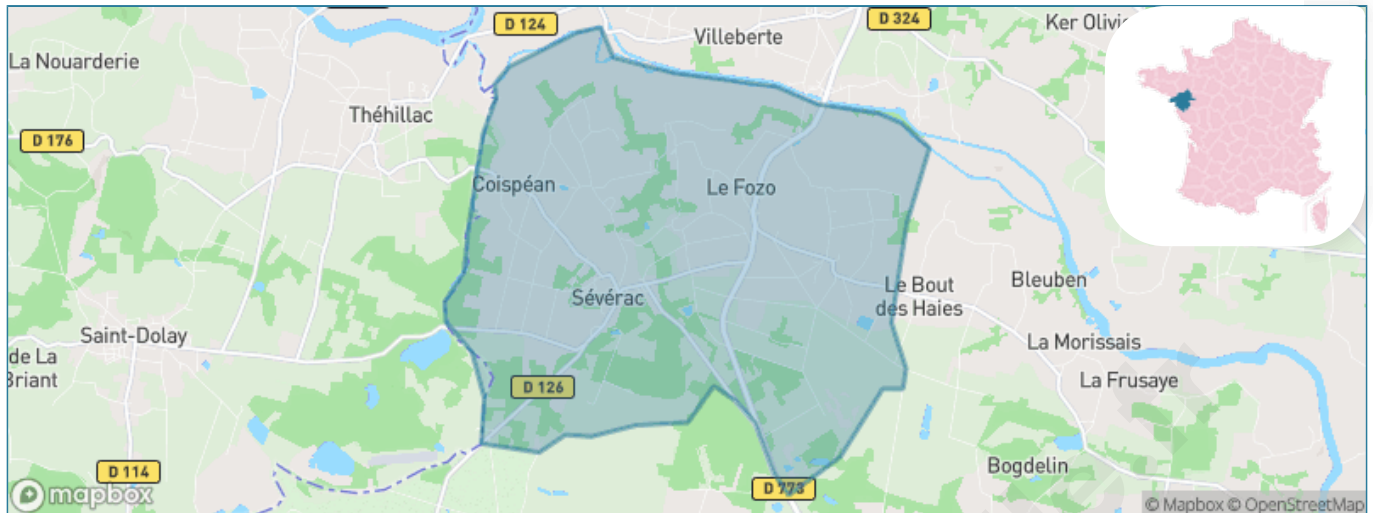 D 124
D 324
Villeberte
Ker Olivie
La Nouarderie
Théhillac
D 176
Coispéan
Le Fozo
Sévérac
Le Bout
des Haies
Bleuben
Saint-Dolay
La Morissais
de La
Briant
D 126
La Frusaye
D 114
Bogdelin
D 773
mapbox
© Mapbox © OpenStreetMap